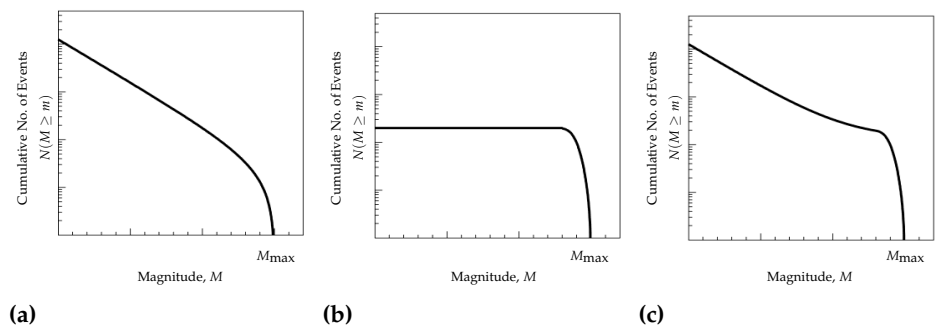 Cumulative No. of Events
N(M ≥ m)
M_max
Magnitude, M
(a)
Cumulative No. of Events
N(M ≥ m)
M_max
Magnitude, M
(b)
Cumulative No. of Events
N(M ≥ m)
M_max
Magnitude, M
(c)